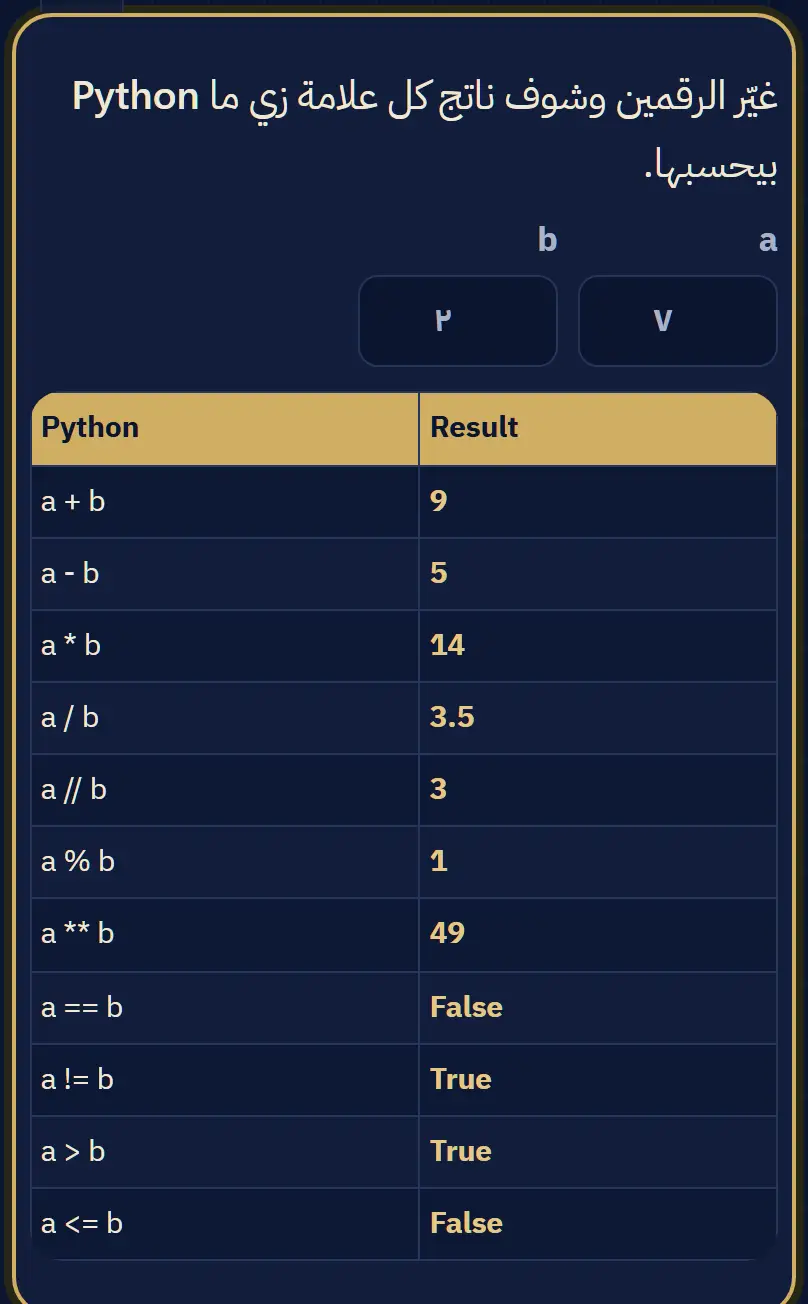 غيّر الرقمين وشوف ناتج كل علامة زي ما Python
بيحسبها.
a b
٧ ٢
Python Result
a + b 9
a - b 5
a * b 14
a / b 3.5
a // b 3
a % b 1
a ** b 49
a == b False
a != b True
a > b True
a <= b False